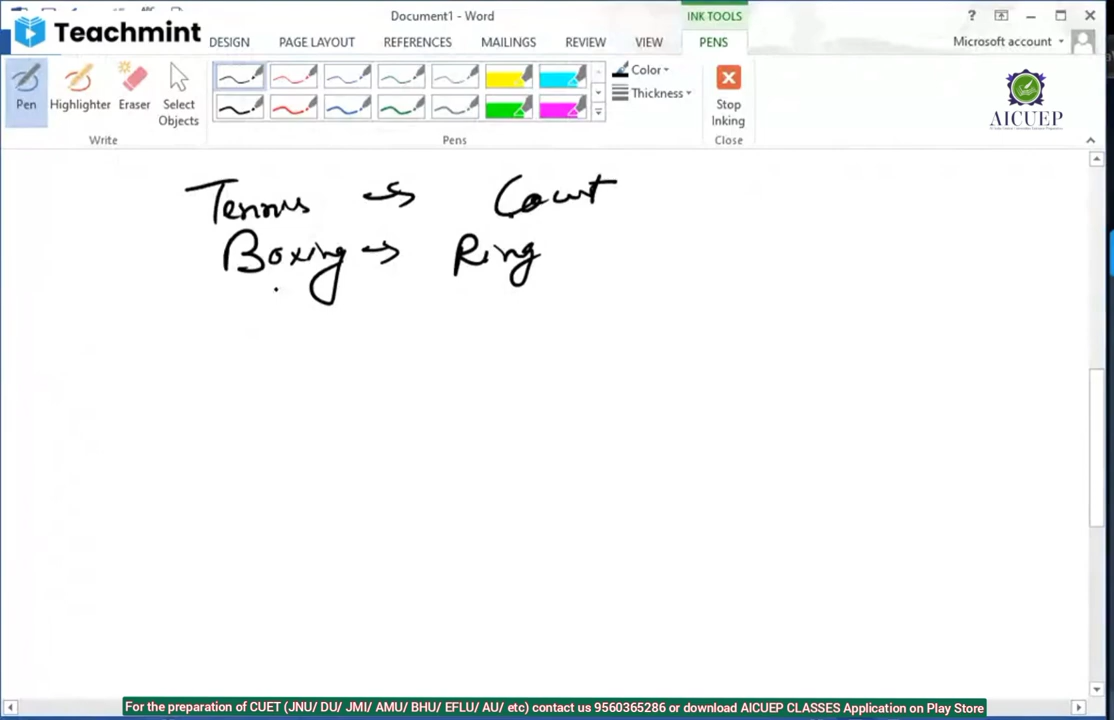 Document1 - Word
INK TOOLS
Teachmint
DESIGN
PAGE LAYOUT
REFERENCES
MAILINGS
REVIEW
VIEW
PENS
Microsoft account
Pen
Highlighter
Eraser
Select Objects
Color
Thickness
Stop Inking
Write
Pens
Close
AICUEP
Tennis → Court
Boxing → Ring
For the preparation of CUET (JNU/ DU/ JMI/ AMU/ BHU/ EFLU/ AU/ etc) contact us 9560365286 or download AICUEP CLASSES Application on Play Store